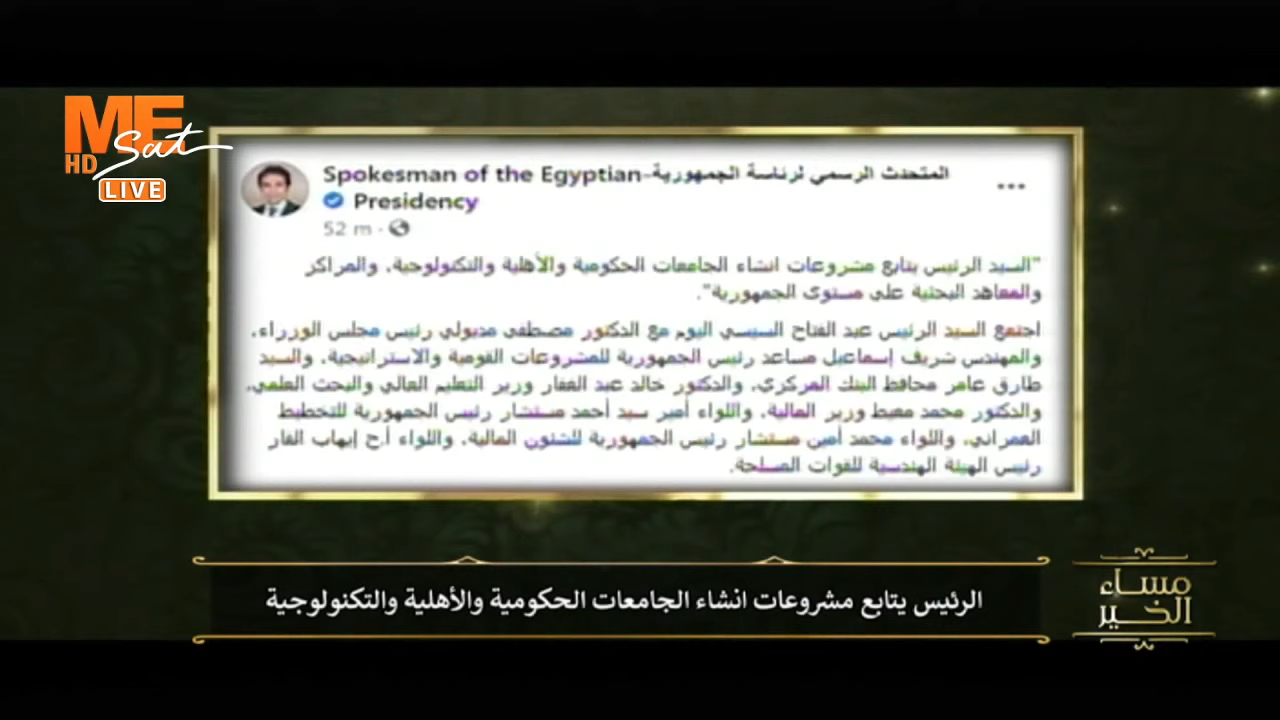 ME
HD Sat
LIVE
المتحدث الرسمي لرئاسة الجمهورية-Spokesman of the Egyptian
Presidency
52 m
"السيد الرئيس يتابع مشروعات انشاء الجامعات الحكومية والأهلية والتكنولوجية، والمراكز
والمعاهد البحثية على مستوى الجمهورية".
اجتمع السيد الرئيس عبد الفتاح السيسي اليوم مع الدكتور مصطفى مدبولي رئيس مجلس الوزراء،
والمهندس شريف إسماعيل مساعد رئيس الجمهورية للمشروعات القومية والاستراتيجية، والسيد
طارق عامر محافظ البنك المركزي، والدكتور خالد عبد الغفار وزير التعليم العالي والبحث العلمي،
والدكتور محمد معيط وزير المالية، واللواء أمير سيد أحمد مستشار رئيس الجمهورية للتخطيط
العمراني، واللواء محمد أمين مستشار رئيس الجمهورية للشئون المالية، واللواء أ.ح إيهاب الفار
رئيس الهيئة الهندسية للقوات المسلحة.
الرئيس يتابع مشروعات انشاء الجامعات الحكومية والأهلية والتكنولوجية
مساء
الخير